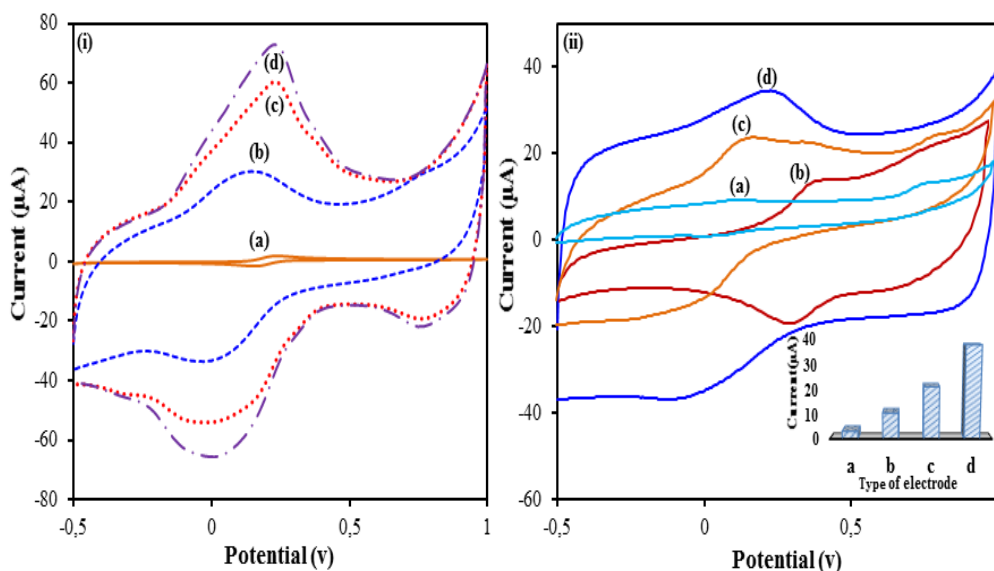 (i)
80
60
40
20
0
-20
-40
-60
-80
-0,5
0
0,5
1
Current (µA)
Potential (v)
(d)
(c)
(b)
(a)
(ii)
40
20
0
-20
-40
-60
-0,5
0
0,5
Current (µA)
Potential (v)
(d)
(c)
(b)
(a)
40
30
20
10
0
Current(µA)
a b c d
Type of electrode